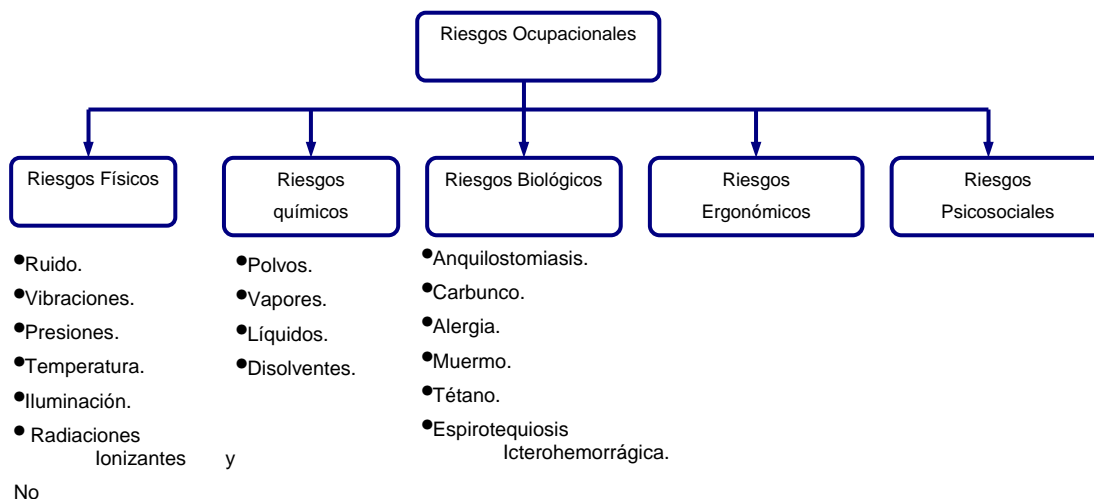 Riesgos Ocupacionales
Riesgos Físicos
Riesgos
químicos
Riesgos Biológicos
Riesgos
Ergonómicos
Riesgos
Psicosociales
•Ruido.
•Vibraciones.
•Presiones.
•Temperatura.
•Iluminación.
• Radiaciones
Ionizantes y
No
•Polvos.
•Vapores.
•Líquidos.
•Disolventes.
•Anquilostomiasis.
•Carbunco.
•Alergia.
•Muermo.
•Tétano.
•Espirotequiosis
Icterohemorrágica.